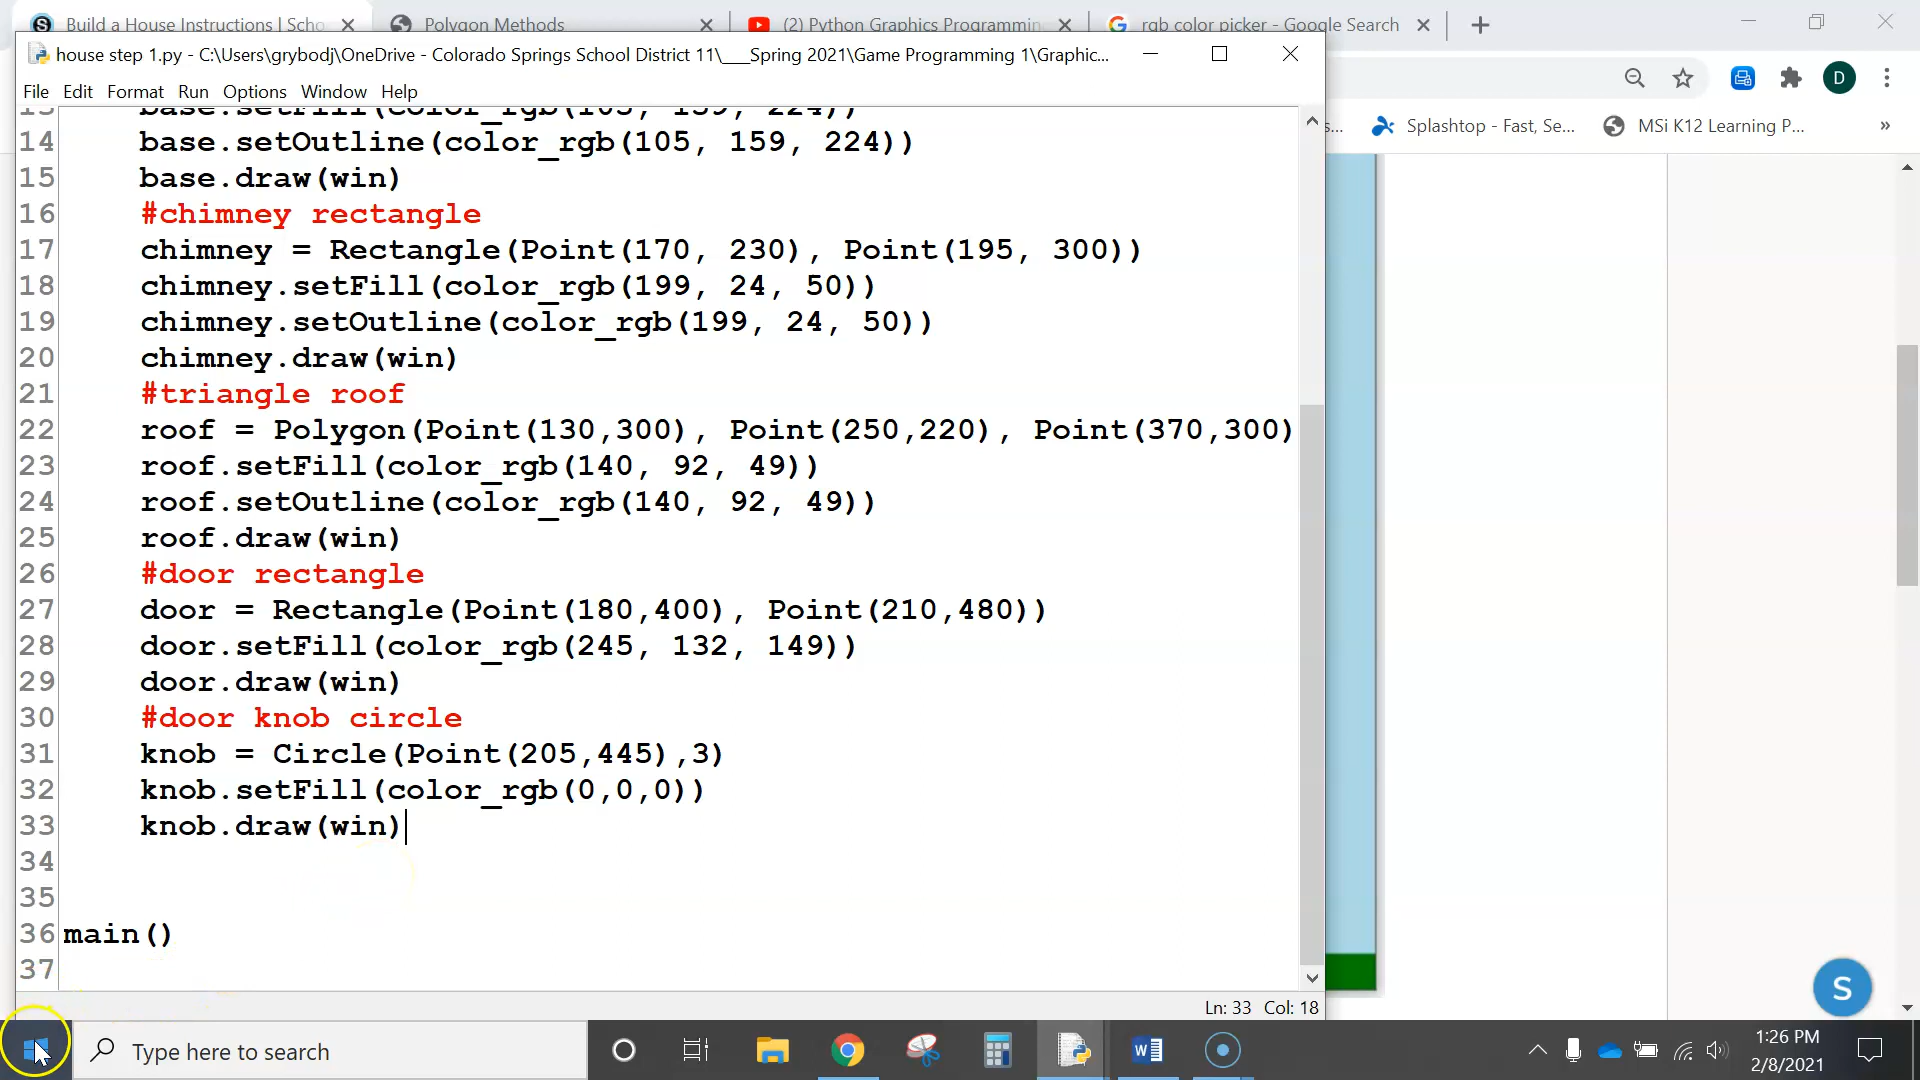 Build a House Instructions | Scho
Polygon Methods
(2) Python Graphics Programmin
rgb color picker - Google Search
house step 1.py - C:\Users\grybodj\OneDrive - Colorado Springs School District 11\___Spring 2021\Game Programming 1\Graphic...
File Edit Format Run Options Window Help
D
s...
Splashtop - Fast, Se...
MSi K12 Learning P...
»
13 base.setFill(color_rgb(105, 159, 224))
14 base.setOutline(color_rgb(105, 159, 224))
15 base.draw(win)
16 #chimney rectangle
17 chimney = Rectangle(Point(170, 230), Point(195, 300))
18 chimney.setFill(color_rgb(199, 24, 50))
19 chimney.setOutline(color_rgb(199, 24, 50))
20 chimney.draw(win)
21 #triangle roof
22 roof = Polygon(Point(130,300), Point(250,220), Point(370,300)
23 roof.setFill(color_rgb(140, 92, 49))
24 roof.setOutline(color_rgb(140, 92, 49))
25 roof.draw(win)
26 #door rectangle
27 door = Rectangle(Point(180,400), Point(210,480))
28 door.setFill(color_rgb(245, 132, 149))
29 door.draw(win)
30 #door knob circle
31 knob = Circle(Point(205,445),3)
32 knob.setFill(color_rgb(0,0,0))
33 knob.draw(win)
34
35
36 main()
37
S
Ln: 33 Col: 18
Type here to search
1:26 PM
2/8/2021